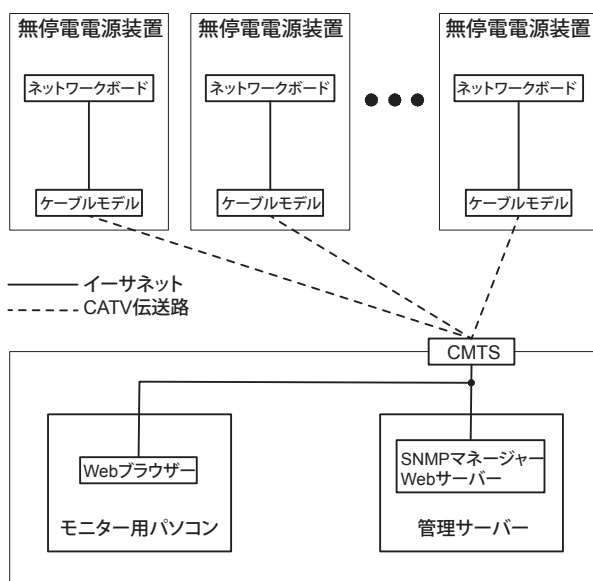 無停電電源装置
無停電電源装置
無停電電源装置
ネットワークボード
ネットワークボード
ネットワークボード
ケーブルモデル
ケーブルモデル
ケーブルモデル
イーサネット
CATV伝送路
CMTS
Webブラウザー
モニター用パソコン
SNMPマネージャー
Webサーバー
管理サーバー